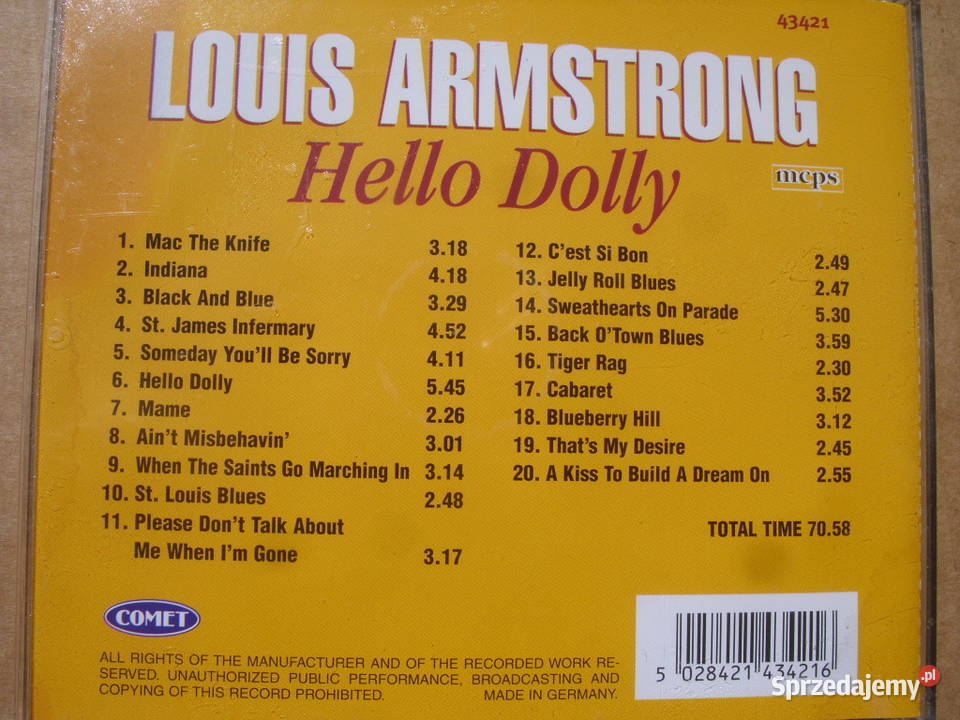 43421
LOUIS ARMSTRONG
Hello Dolly
mcps
1. Mac The Knife 3.18
2. Indiana 4.18
3. Black And Blue 3.29
4. St. James Infermary 4.52
5. Someday You'll Be Sorry 4.11
6. Hello Dolly 5.45
7. Mame 2.26
8. Ain't Misbehavin' 3.01
9. When The Saints Go Marching In 3.14
10. St. Louis Blues 2.48
11. Please Don't Talk About
Me When I'm Gone 3.17
12. C'est Si Bon 2.49
13. Jelly Roll Blues 2.47
14. Sweathearts On Parade 5.30
15. Back O'Town Blues 3.59
16. Tiger Rag 2.30
17. Cabaret 3.52
18. Blueberry Hill 3.12
19. That's My Desire 2.45
20. A Kiss To Build A Dream On 2.55
TOTAL TIME 70.58
COMET
ALL RIGHTS OF THE MANUFACTURER AND OF THE RECORDED WORK RE-
SERVED. UNAUTHORIZED PUBLIC PERFORMANCE, BROADCASTING AND
COPYING OF THIS RECORD PROHIBITED. MADE IN GERMANY.
5 028421 434216
Sprzedajemy.pl